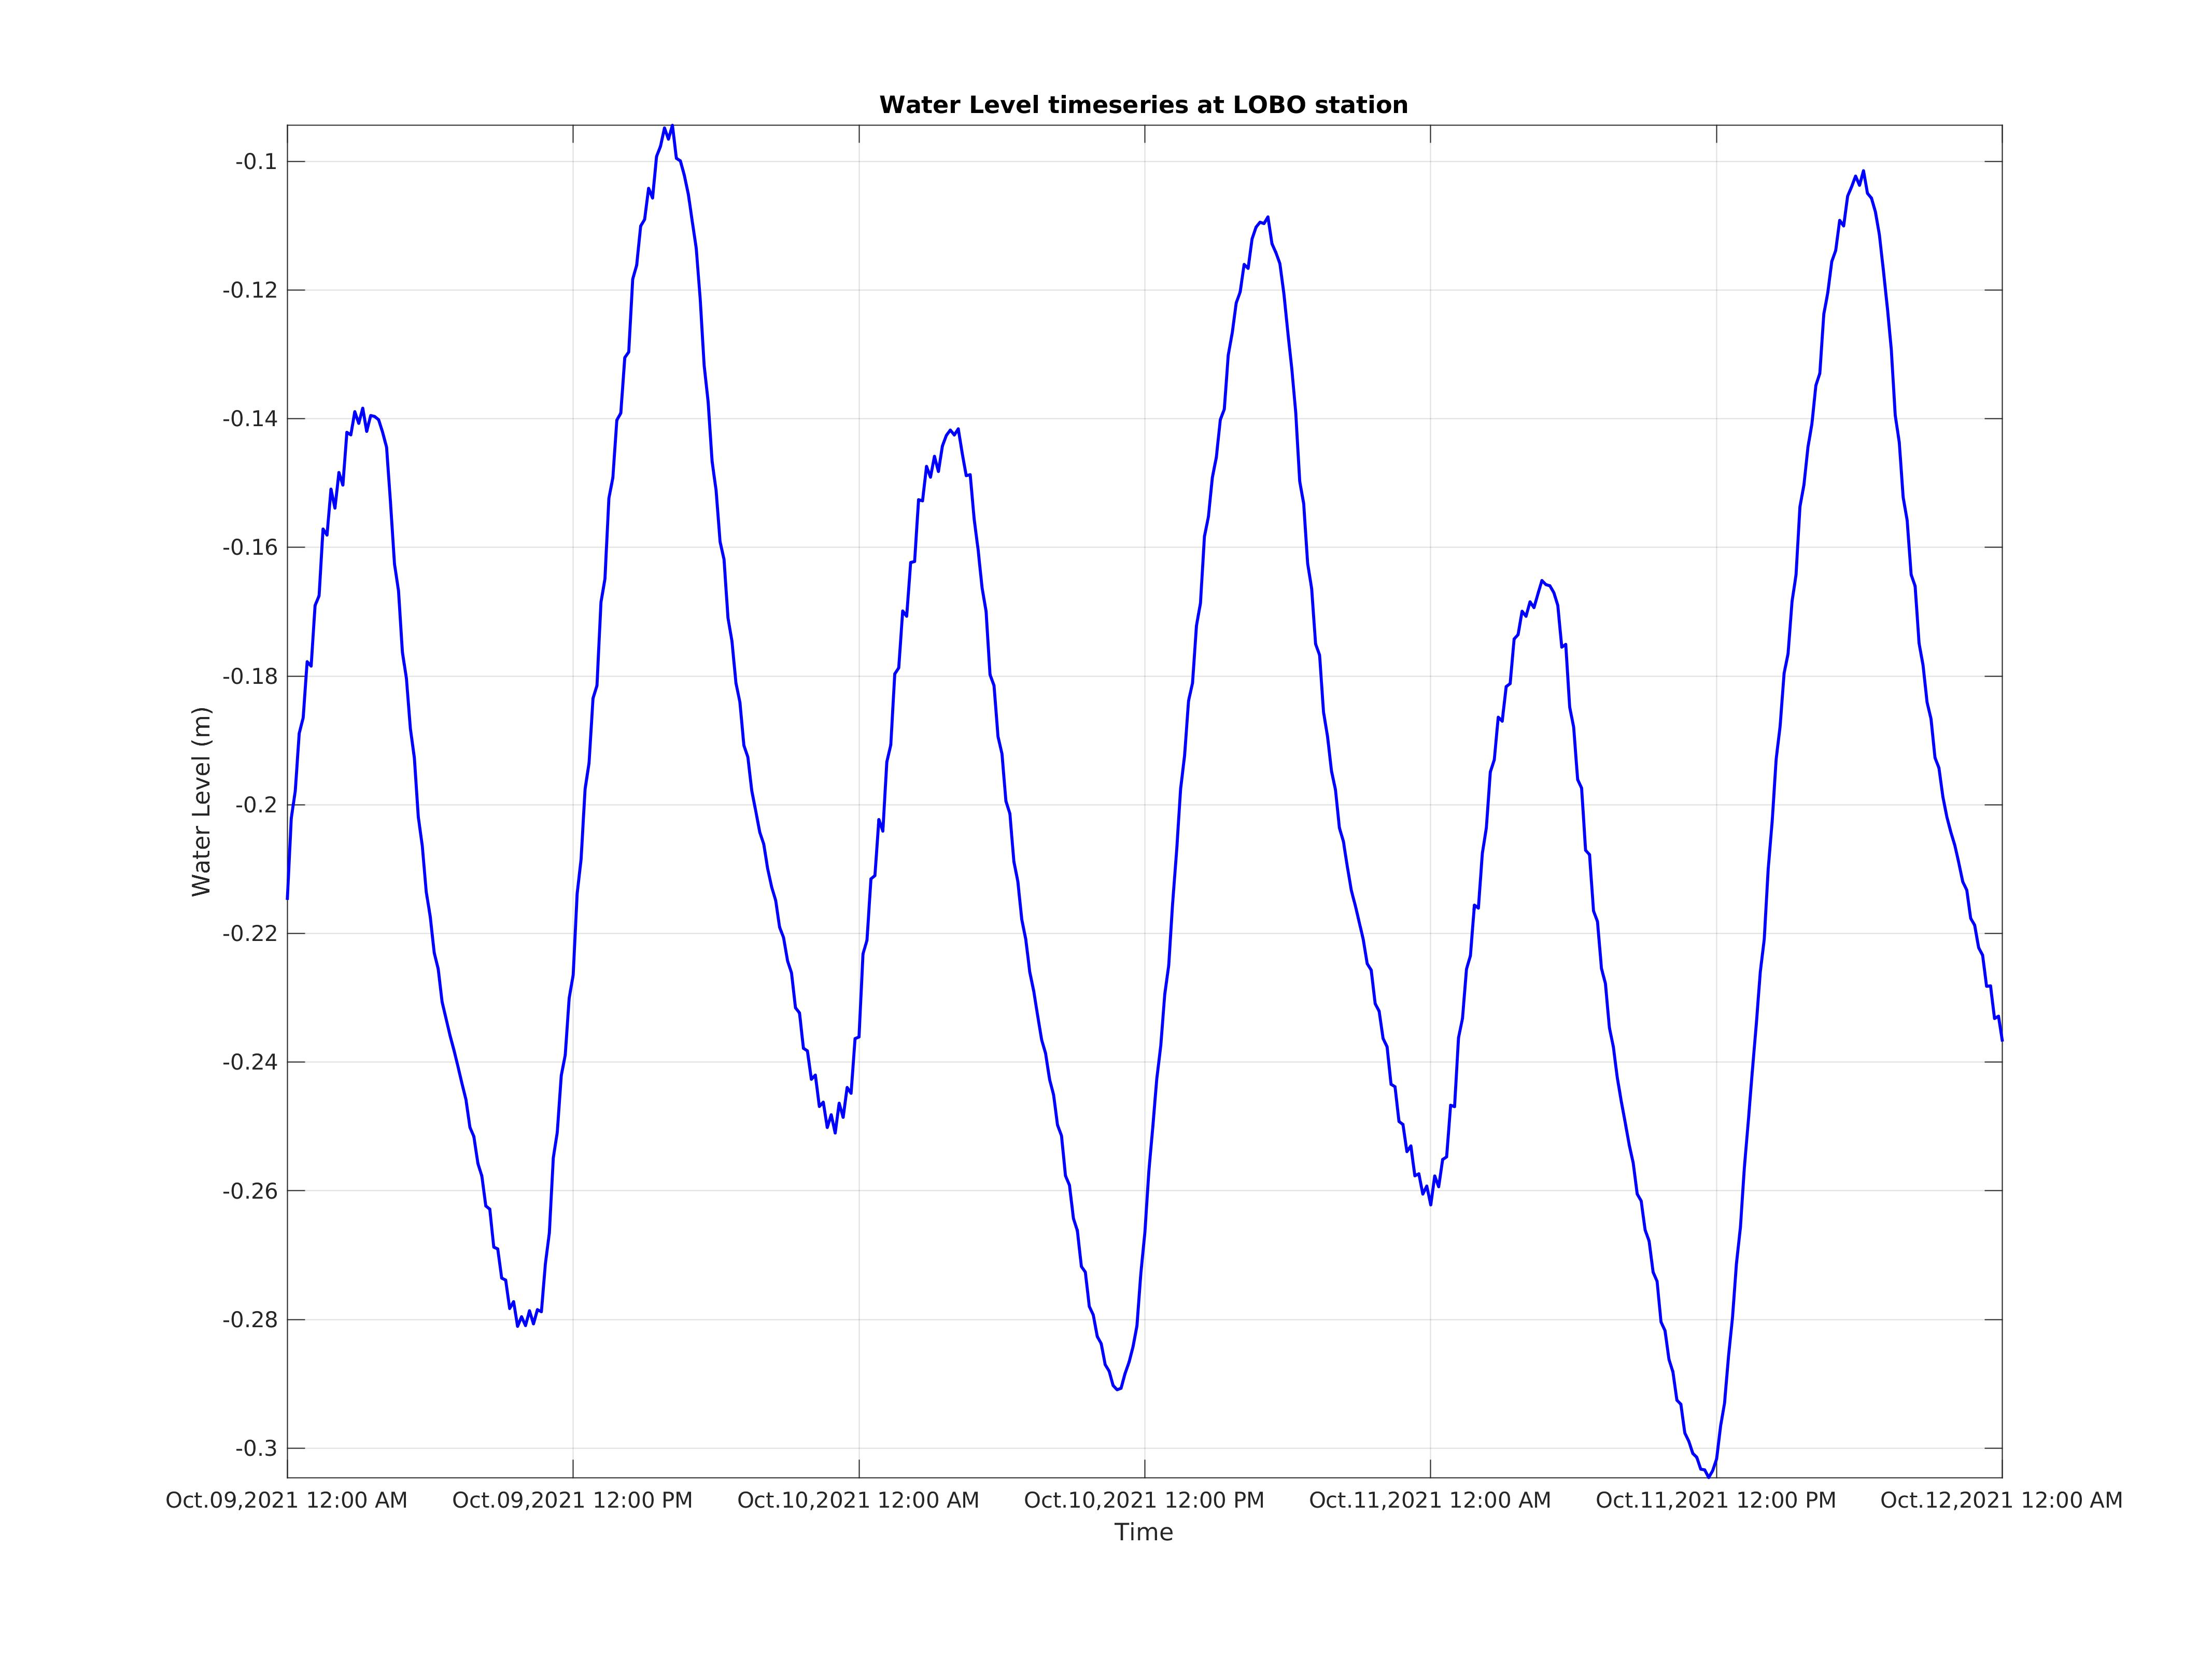 Water Level timeseries at LOBO station
-0.1
-0.12
-0.14
-0.16
-0.18
-0.2
-0.22
-0.24
-0.26
-0.28
-0.3
Water Level (m)
Oct.09,2021 12:00 AM
Oct.09,2021 12:00 PM
Oct.10,2021 12:00 AM
Oct.10,2021 12:00 PM
Oct.11,2021 12:00 AM
Oct.11,2021 12:00 PM
Oct.12,2021 12:00 AM
Time